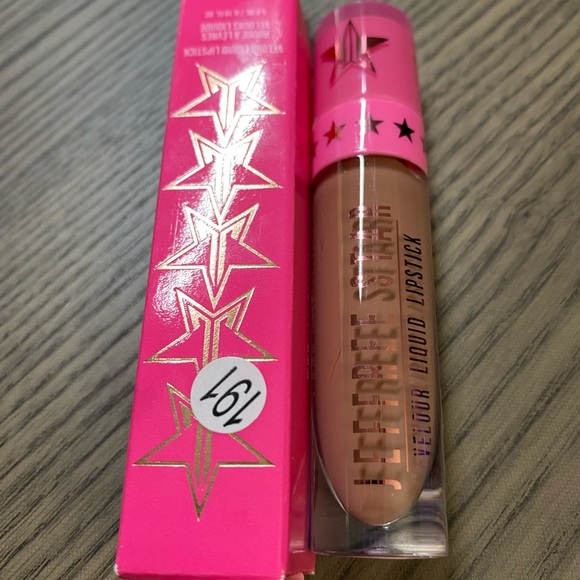 VELOUR LIQUID LIPSTICK
ROUGE À LÈVRES
VELOURS LIQUIDE
191
JEFFREE STAR
VELOUR LIQUID LIPSTICK